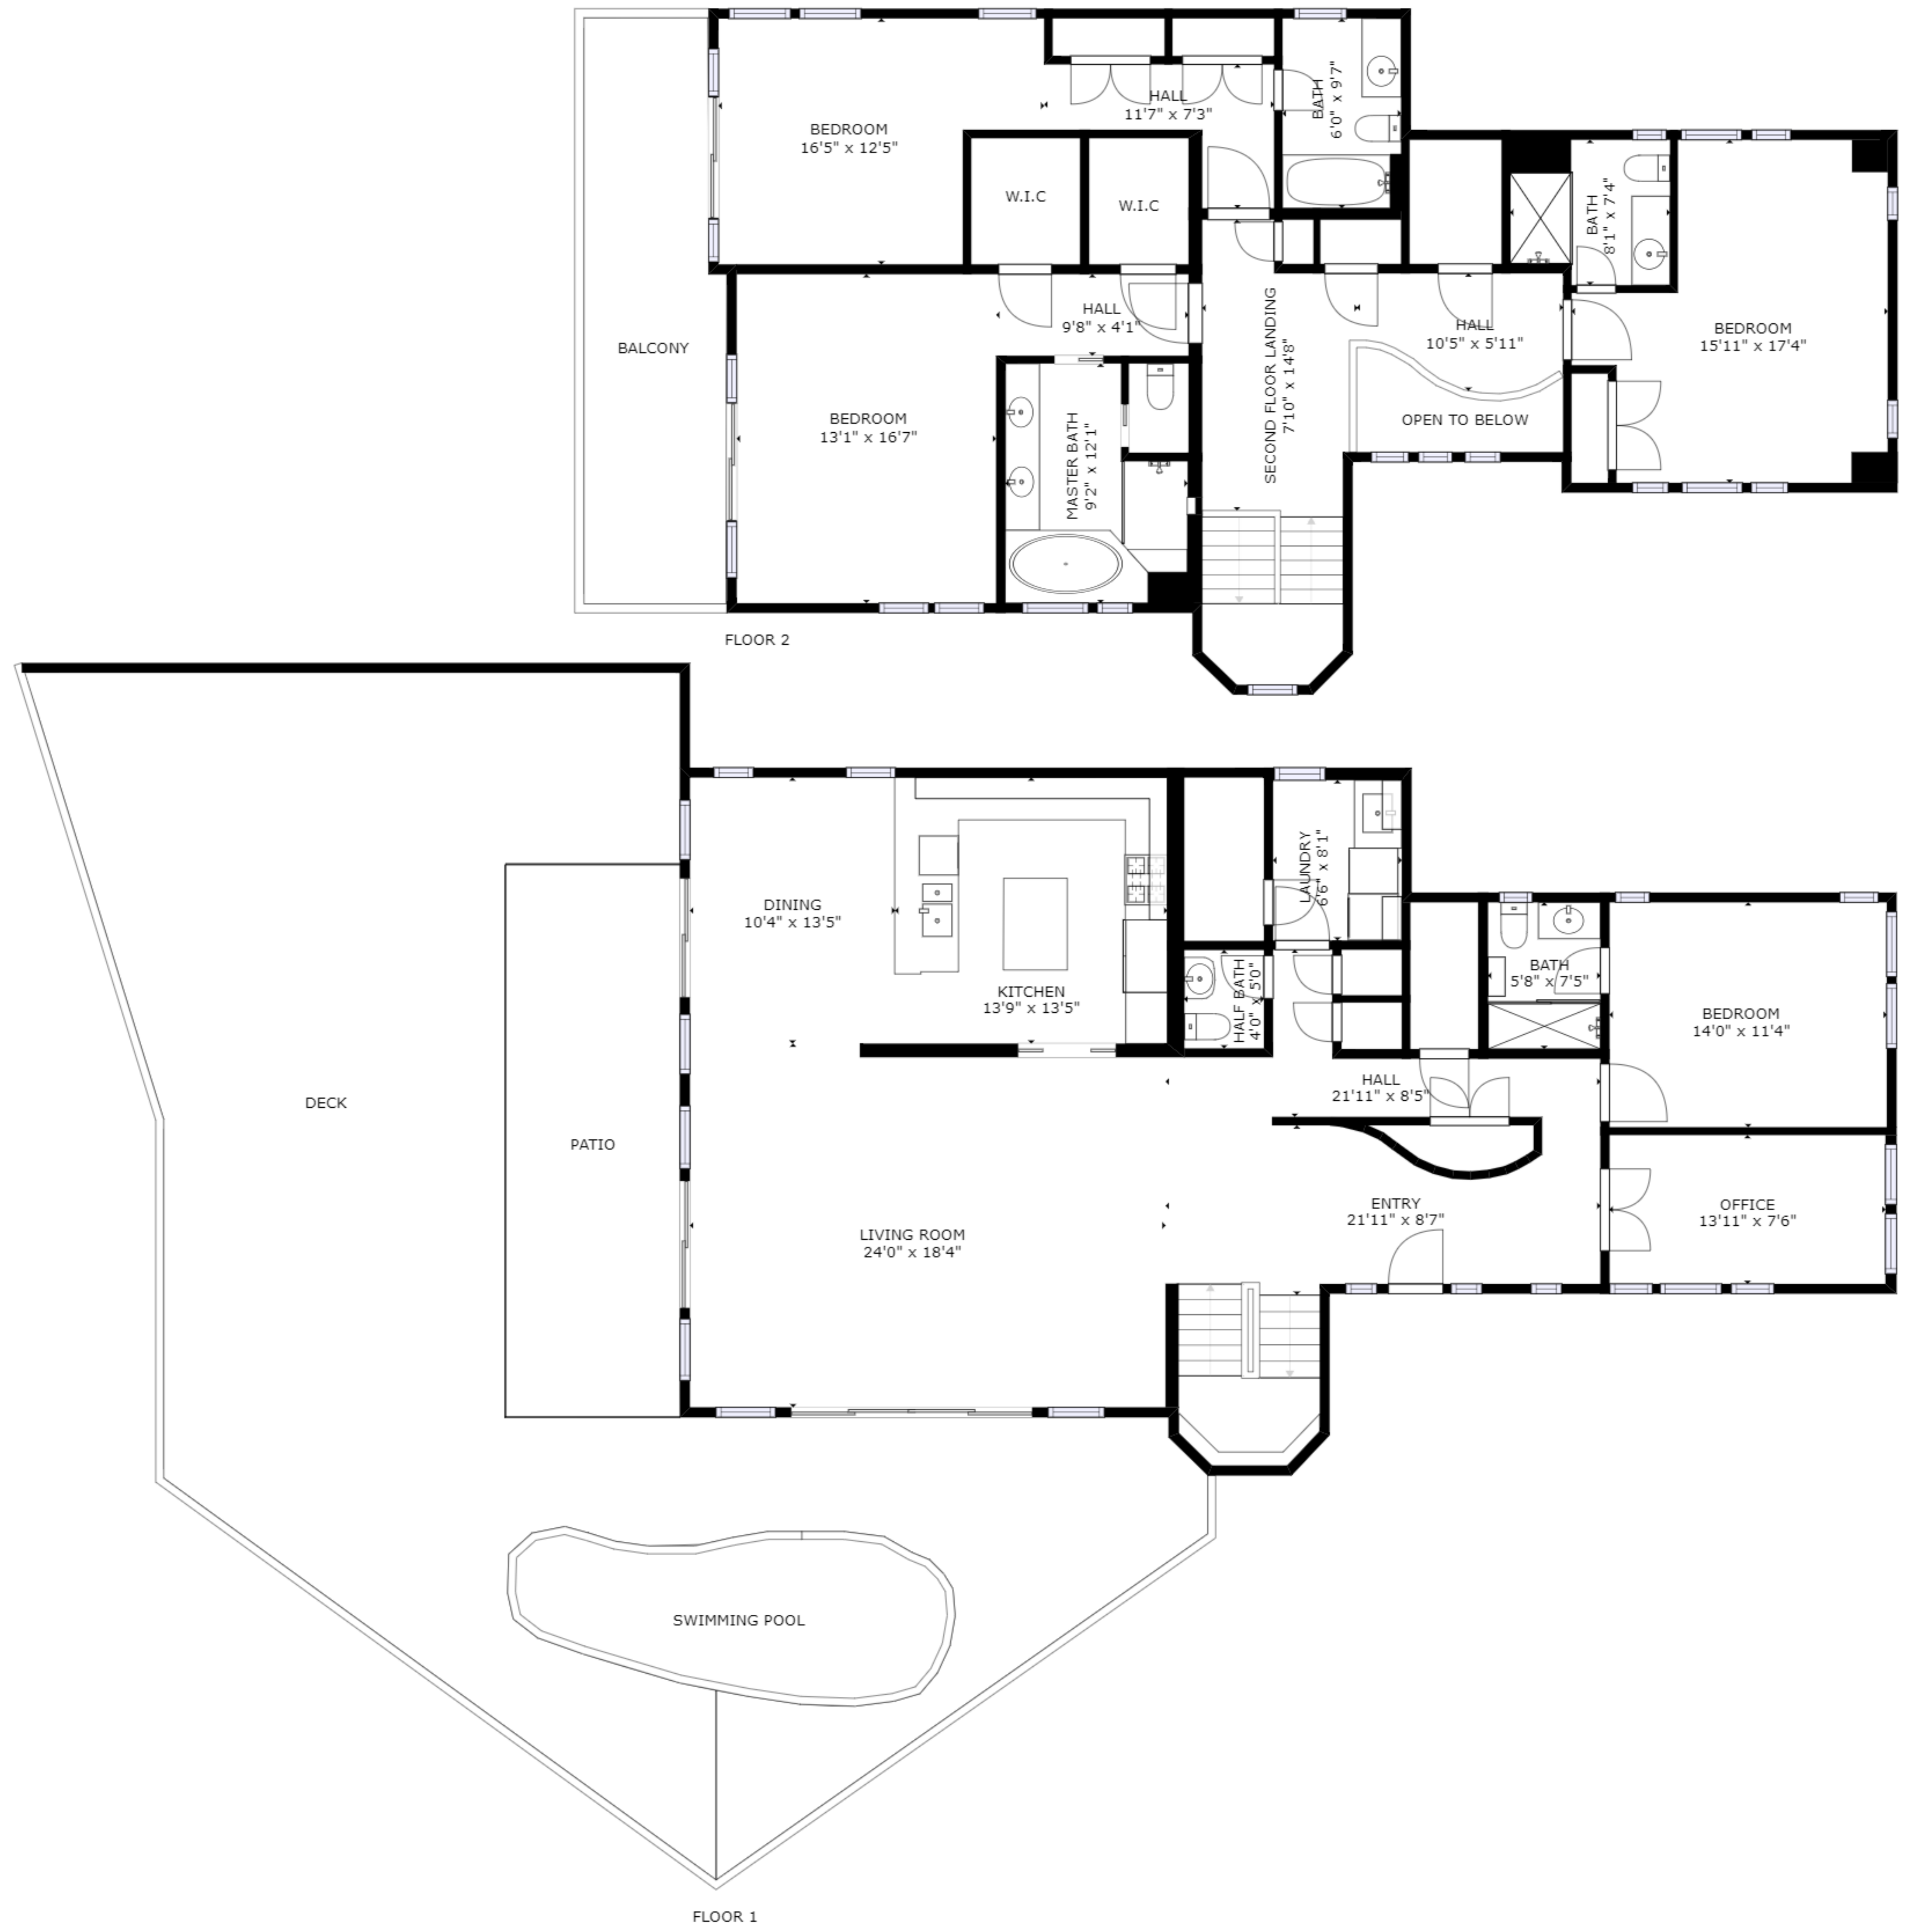 BEDROOM
16'5" x 12'5"
HALL
11'7" x 7'3"
BATH
6'0" x 9'7"
W.I.C
W.I.C
BATH
8'1" x 7'4"
BEDROOM
15'11" x 17'4"
BALCONY
HALL
9'8" x 4'1"
SECOND FLOOR LANDING
7'10" x 14'8"
HALL
10'5" x 5'11"
OPEN TO BELOW
BEDROOM
13'1" x 16'7"
MASTER BATH
9'2" x 12'1"
FLOOR 2
DINING
10'4" x 13'5"
KITCHEN
13'9" x 13'5"
LAUNDRY
6'6" x 8'1"
HALF BATH
4'0" x 5'0"
BATH
5'8" x 7'5"
BEDROOM
14'0" x 11'4"
DECK
PATIO
HALL
21'11" x 8'5"
LIVING ROOM
24'0" x 18'4"
ENTRY
21'11" x 8'7"
OFFICE
13'11" x 7'6"
SWIMMING POOL
FLOOR 1